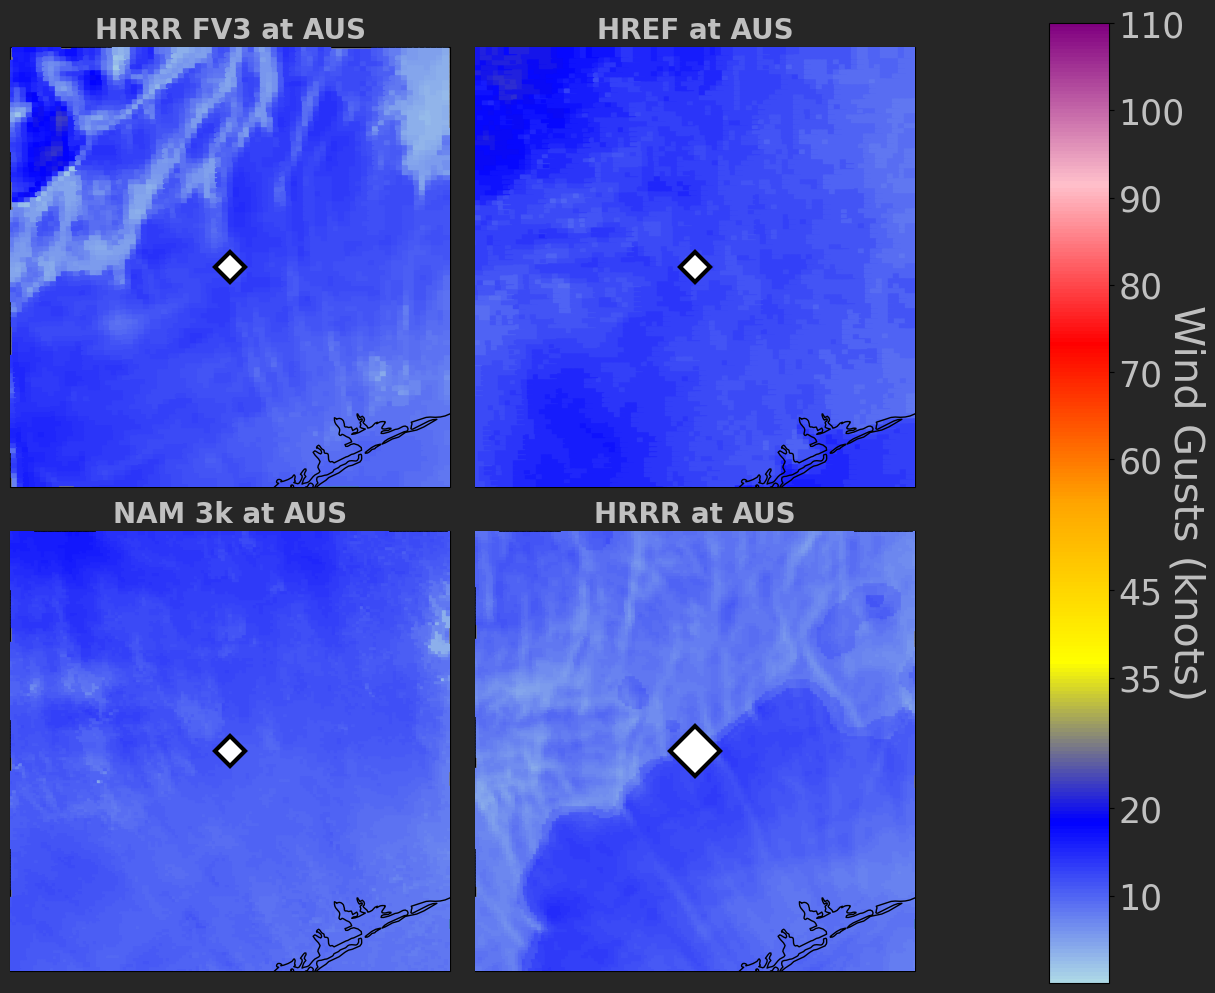 HRRR FV3 at AUS
HREF at AUS
NAM 3k at AUS
HRRR at AUS
110
100
90
80
70
60
45
35
20
10
Wind Gusts (knots)